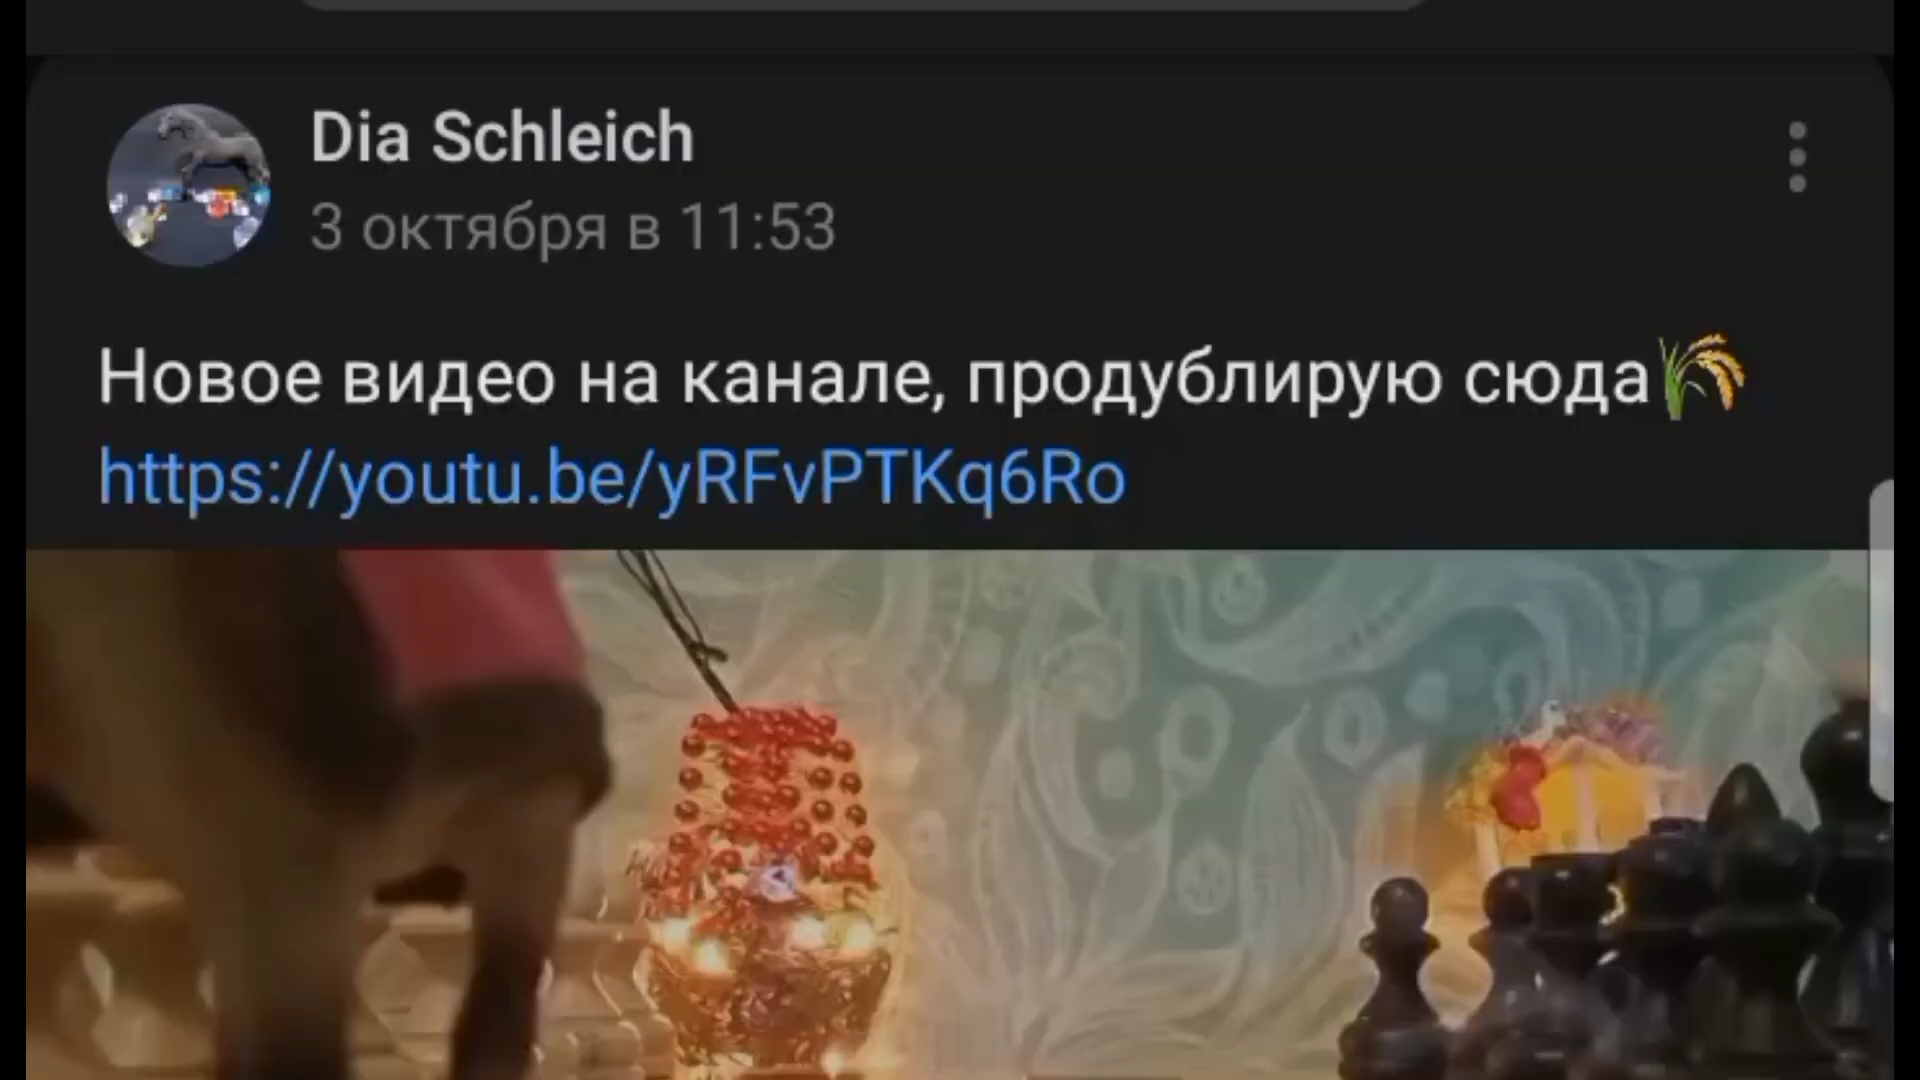 Dia Schleich
3 октября в 11:53
Новое видео на канале, продублирую сюда🌾
https://youtu.be/yRFvPTKq6Ro